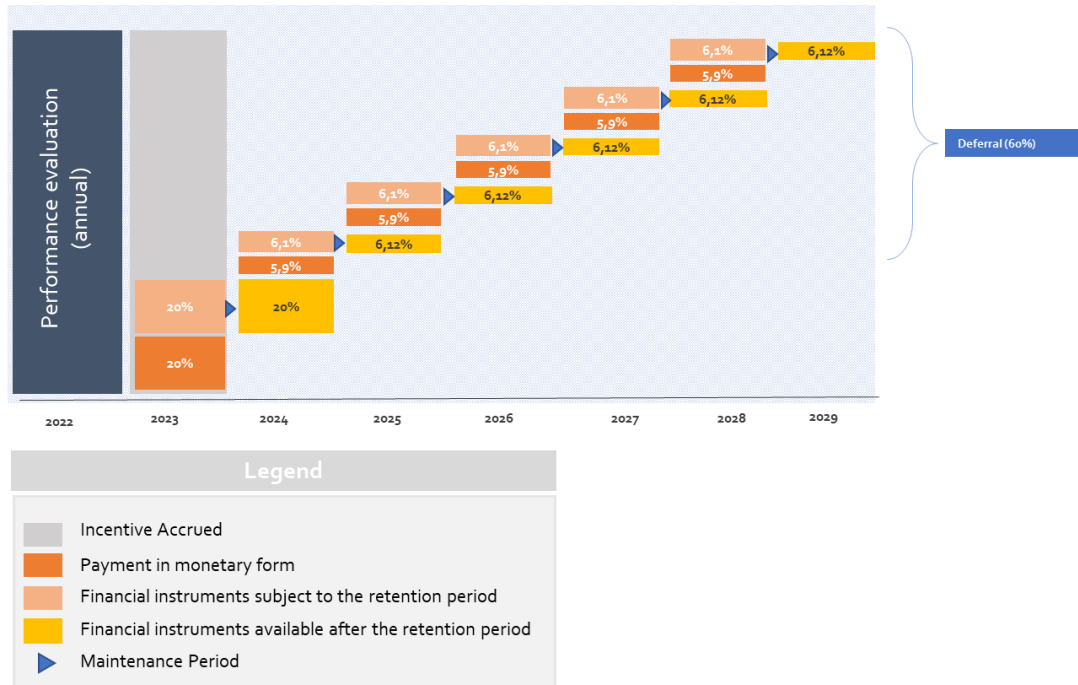 Performance evaluation
(annual)
6,1%
6,12%
5,9%
6,1%
6,12%
5,9%
6,1%
6,12%
5,9%
6,1%
6,12%
5,9%
6,1%
6,12%
5,9%
20%
20%
20%
Deferral (60%)
2022
2023
2024
2025
2026
2027
2028
2029
Legend
Incentive Accrued
Payment in monetary form
Financial instruments subject to the retention period
Financial instruments available after the retention period
Maintenance Period